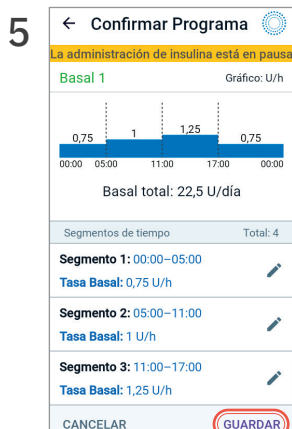 5
← Confirmar Programa
La administración de insulina está en pausa
Basal 1 Gráfico: U/h
0,75 1 1,25 0,75
00:00 05:00 11:00 17:00 00:00
Basal total: 22,5 U/día
Segmentos de tiempo Total: 4
Segmento 1: 00:00–05:00
Tasa Basal: 0,75 U/h
Segmento 2: 05:00–11:00
Tasa Basal: 1 U/h
Segmento 3: 11:00–17:00
Tasa Basal: 1,25 U/h
CANCELAR GUARDAR